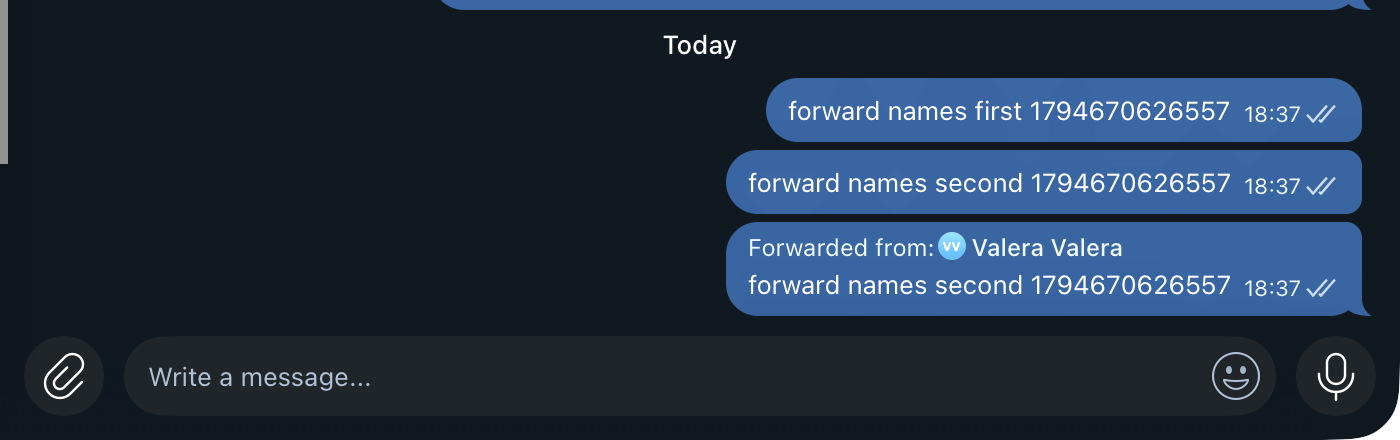 Today
forward names first 1794670626557 18:37
forward names second 1794670626557 18:37
Forwarded from: VV Valera Valera
forward names second 1794670626557 18:37
Write a message...